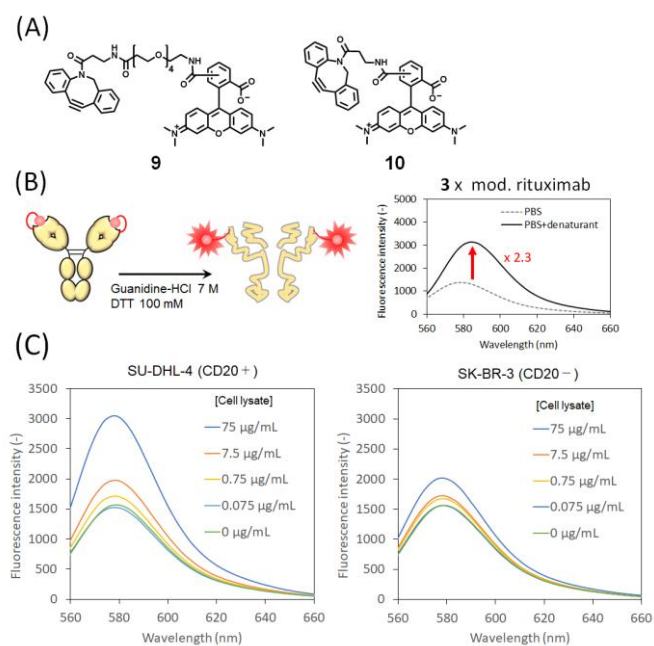 (A)
O
N
H
N
O
O
4
H
N
O
O
O⁻
N⁺
O
N
9
O
N
H
N
O
O
O⁻
N⁺
O
N
10
(B)
Guanidine-HCl 7 M
DTT 100 mM
3 x mod. rituximab
Fluorescence intensity (-)
5000
4000
3000
2000
1000
0
PBS
PBS+denaturant
x 2.3
560 580 600 620 640 660
Wavelength (nm)
(C)
SU-DHL-4 (CD20+)
Fluorescence intensity (-)
3500
3000
2500
2000
1500
1000
500
0
[Cell lysate]
75 µg/mL
7.5 µg/mL
0.75 µg/mL
0.075 µg/mL
0 µg/mL
560 580 600 620 640 660
Wavelength (nm)
SK-BR-3 (CD20−)
Fluorescence intensity (-)
3500
3000
2500
2000
1500
1000
500
0
[Cell lysate]
75 µg/mL
7.5 µg/mL
0.75 µg/mL
0.075 µg/mL
0 µg/mL
560 580 600 620 640 660
Wavelength (nm)